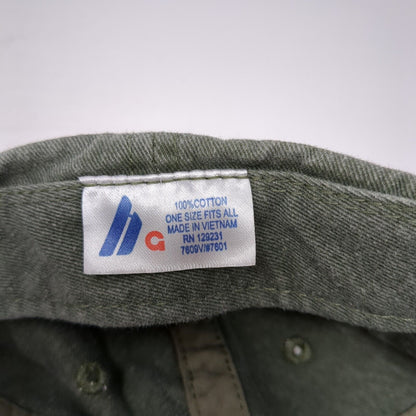 G
100%COTTON
ONE SIZE FITS ALL
MADE IN VIETNAM
RN 129231
7609V/#7601